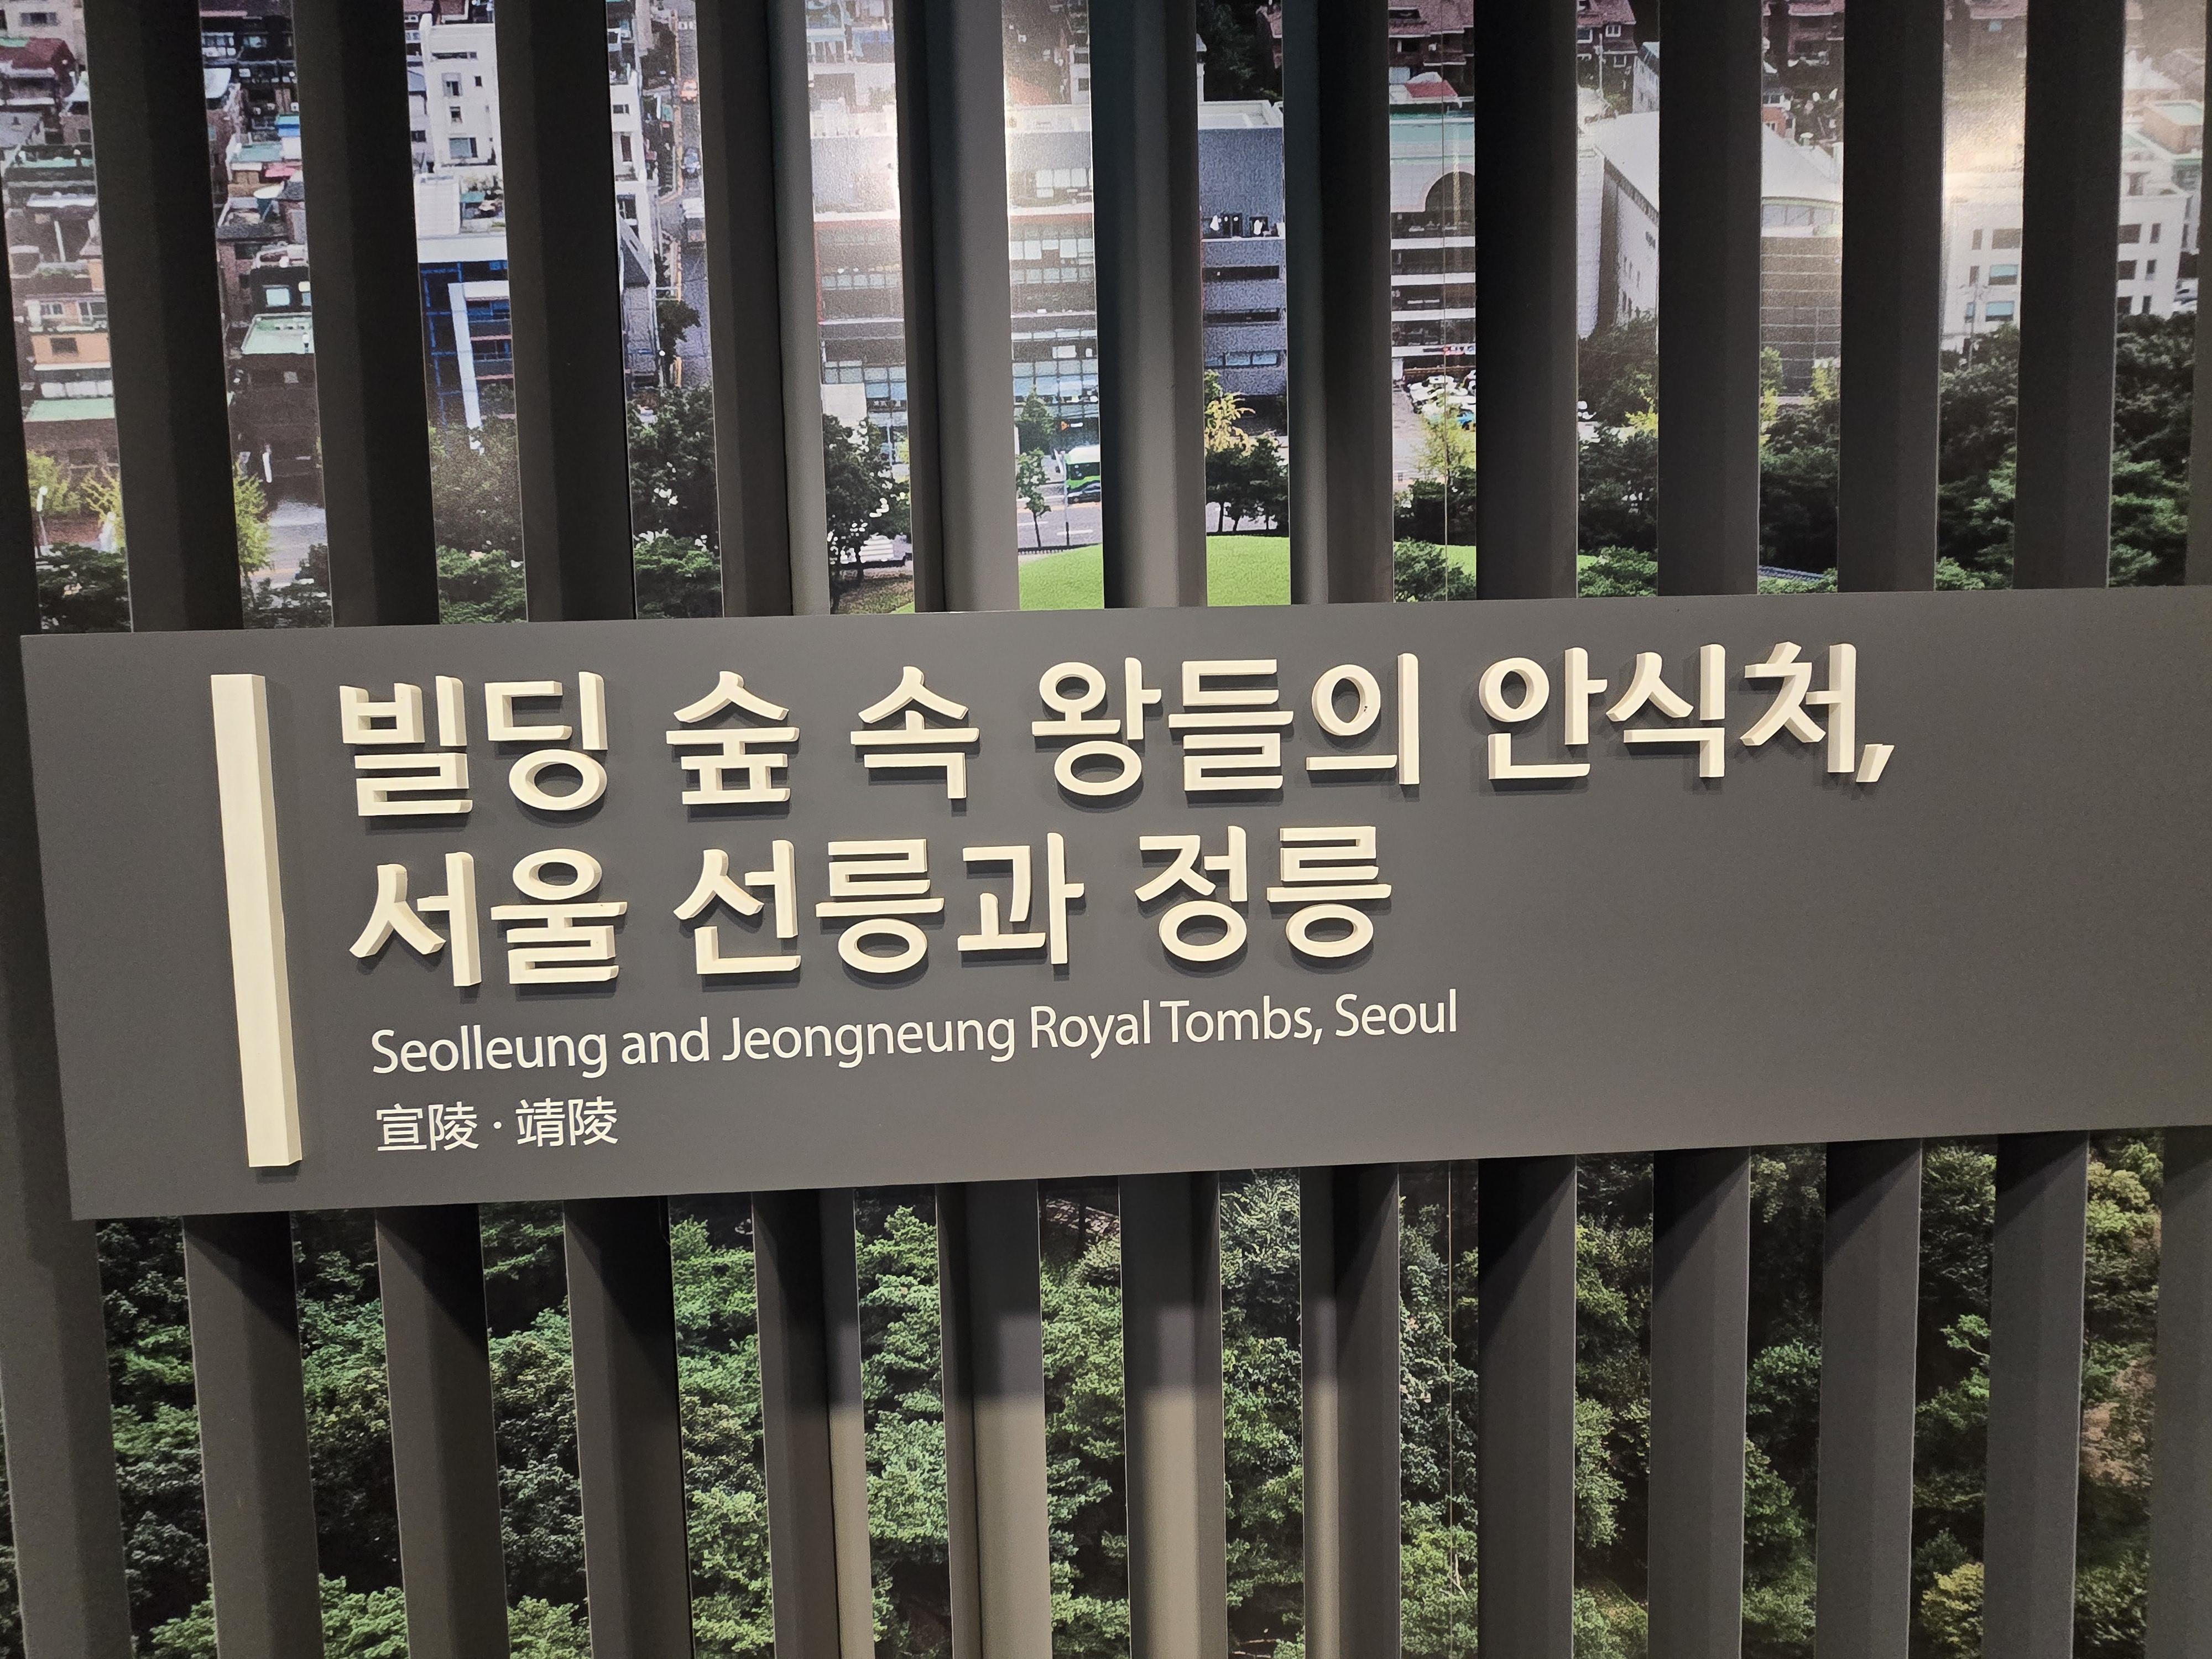 빌딩 숲 속 왕들의 안식처,
서울 선릉과 정릉
Seolleung and Jeongneung Royal Tombs, Seoul
宣陵 · 靖陵